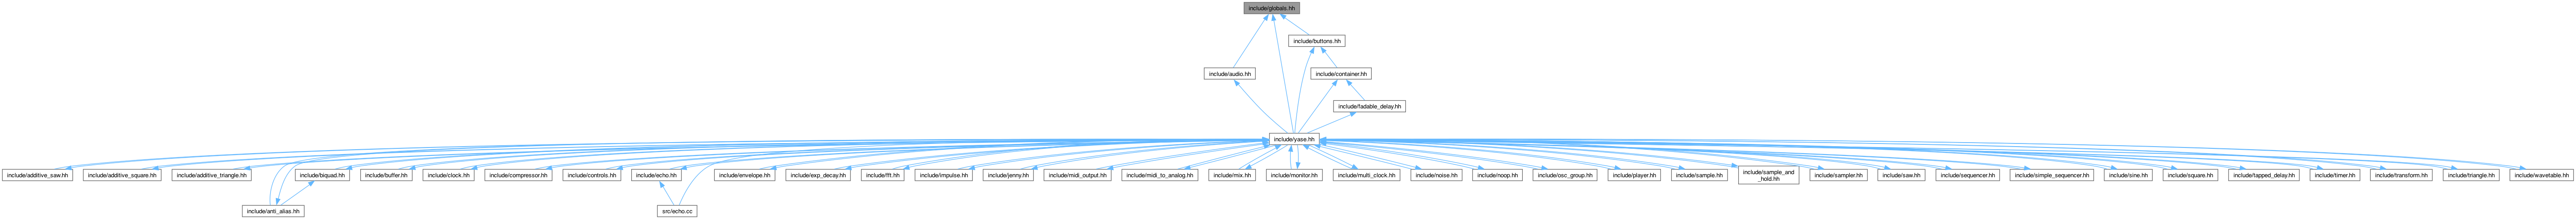 include/globals.hh
include/buttons.hh
include/audio.hh
include/container.hh
include/fadable_delay.hh
include/yase.hh
include/additive_saw.hh
include/additive_square.hh
include/additive_triangle.hh
include/biquad.hh
include/buffer.hh
include/clock.hh
include/compressor.hh
include/controls.hh
include/echo.hh
include/envelope.hh
include/exp_decay.hh
include/fft.hh
include/impulse.hh
include/jenny.hh
include/midi_output.hh
include/midi_to_analog.hh
include/mix.hh
include/monitor.hh
include/multi_clock.hh
include/noise.hh
include/noop.hh
include/osc_group.hh
include/player.hh
include/sample.hh
include/sample_and
_hold.hh
include/sampler.hh
include/saw.hh
include/sequencer.hh
include/simple_sequencer.hh
include/sine.hh
include/square.hh
include/tapped_delay.hh
include/timer.hh
include/transform.hh
include/triangle.hh
include/wavetable.hh
include/anti_alias.hh
src/echo.cc